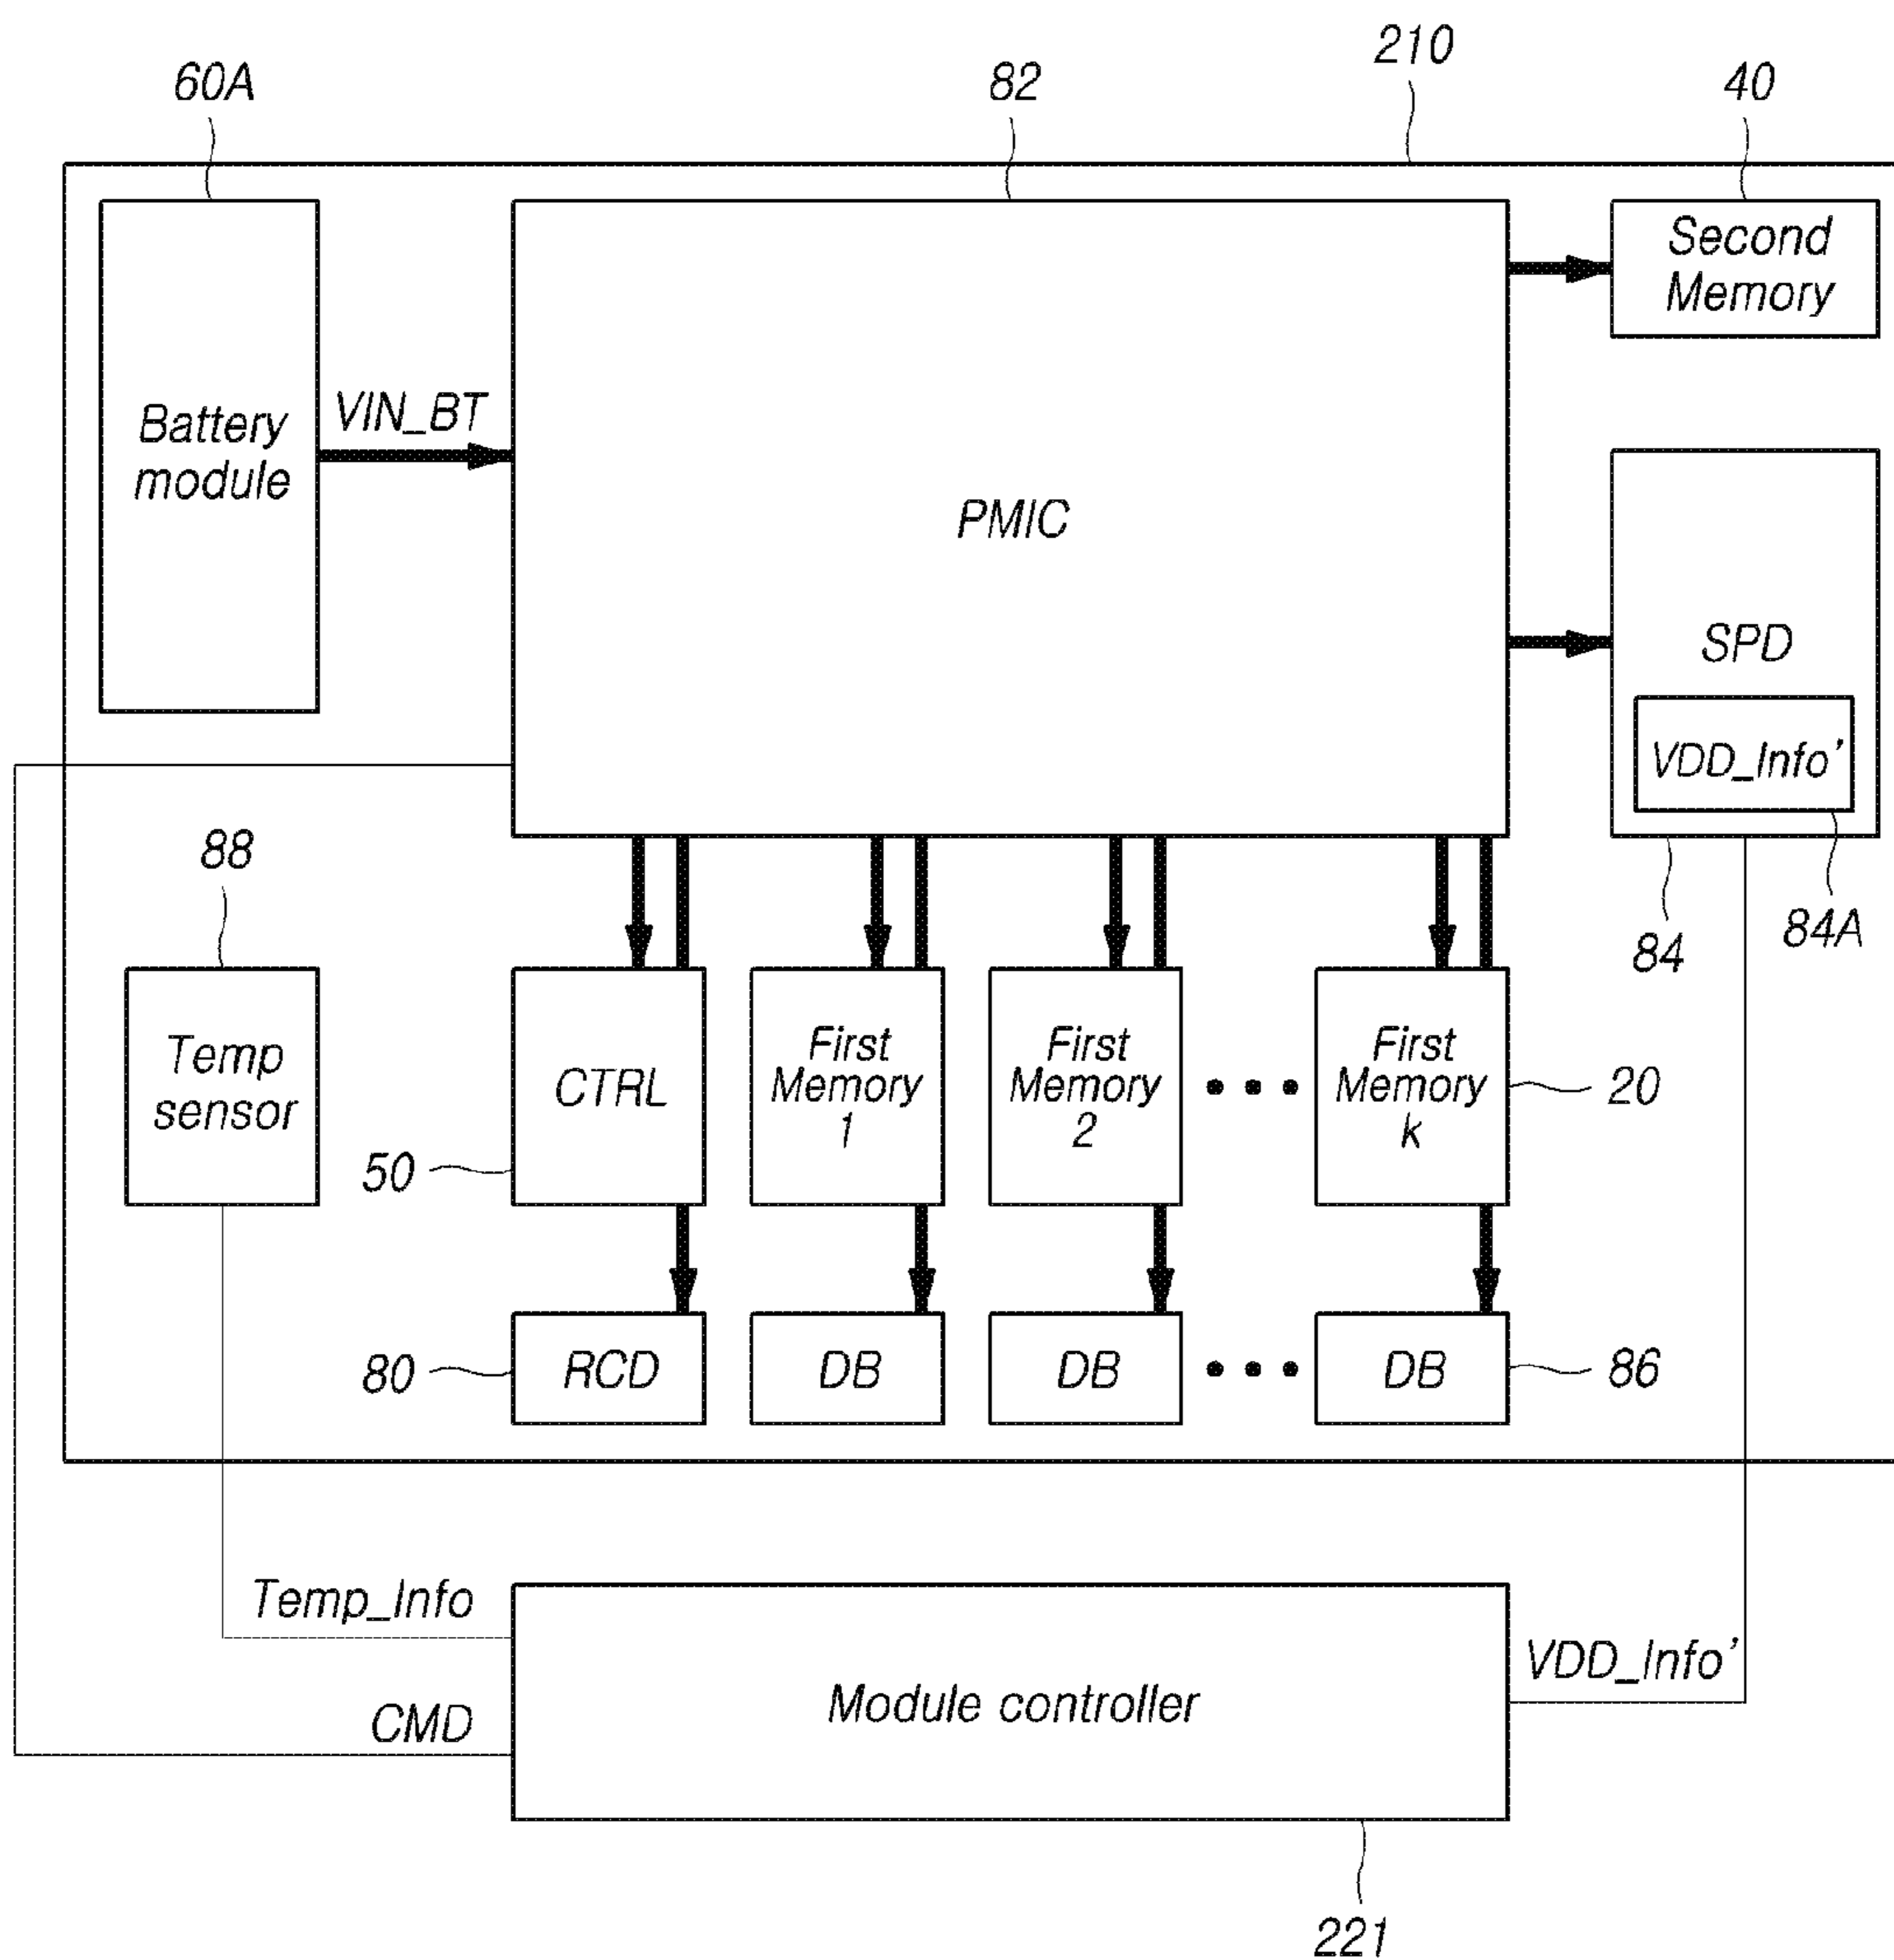 210
60A
82
40
Second
Memory
VIN_BT
Battery
module
PMIC
SPD
VDD_Info’
88
84A
84
Temp
sensor
CTRL
First
Memory
1
First
Memory
2
• • •
First
Memory
k
20
50
80
RCD
DB
DB
• • •
DB
86
Temp_Info
VDD_Info’
Module controller
CMD
221